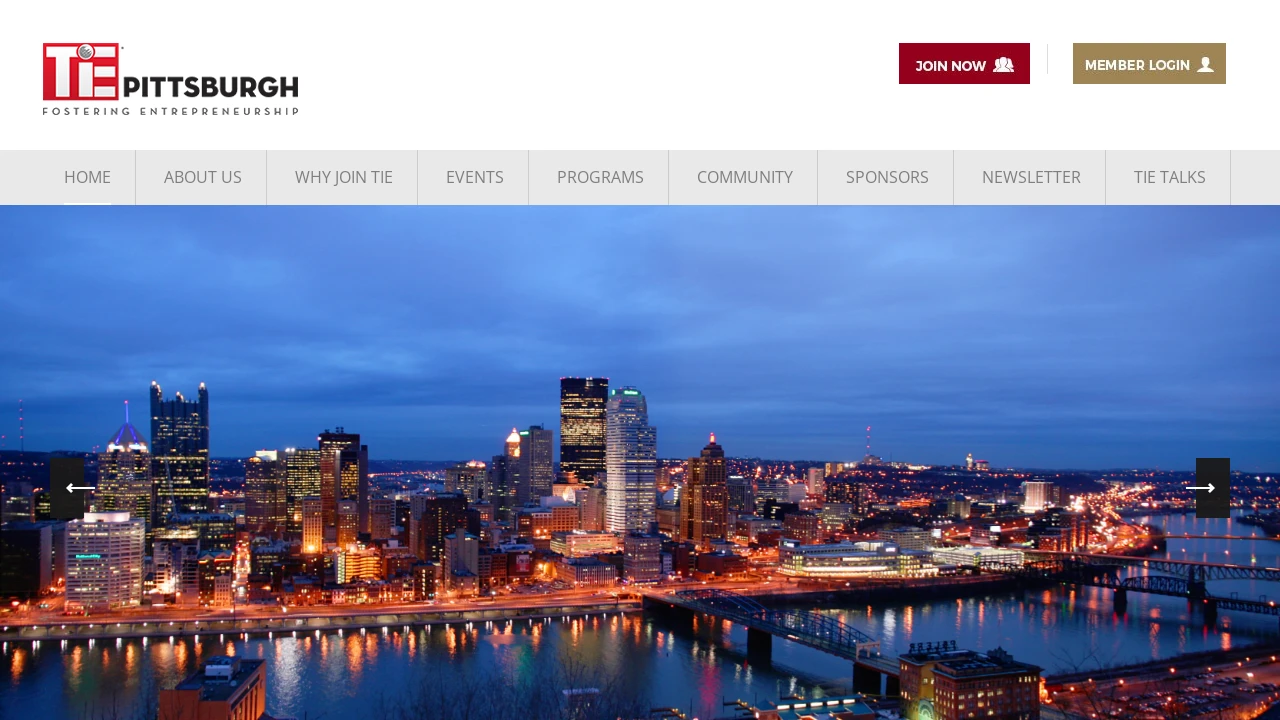 TiE PITTSBURGH
FOSTERING ENTREPRENEURSHIP
JOIN NOW
MEMBER LOGIN
HOME
ABOUT US
WHY JOIN TIE
EVENTS
PROGRAMS
COMMUNITY
SPONSORS
NEWSLETTER
TIE TALKS